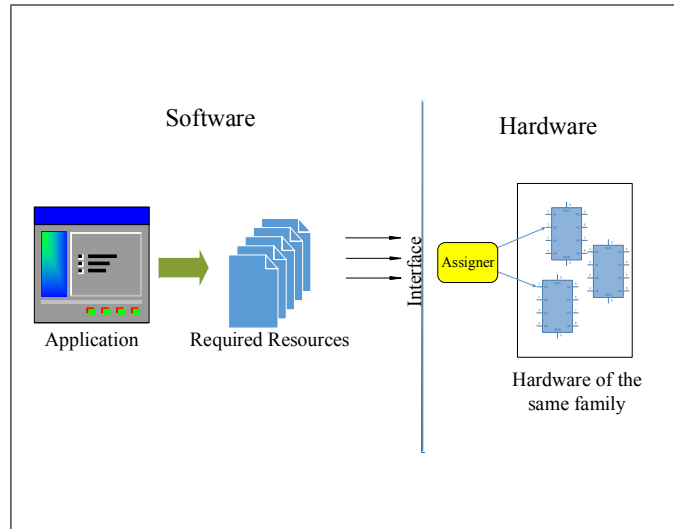 Software
Hardware
Interface
Assigner
Application
Required Resources
Hardware of the
same family